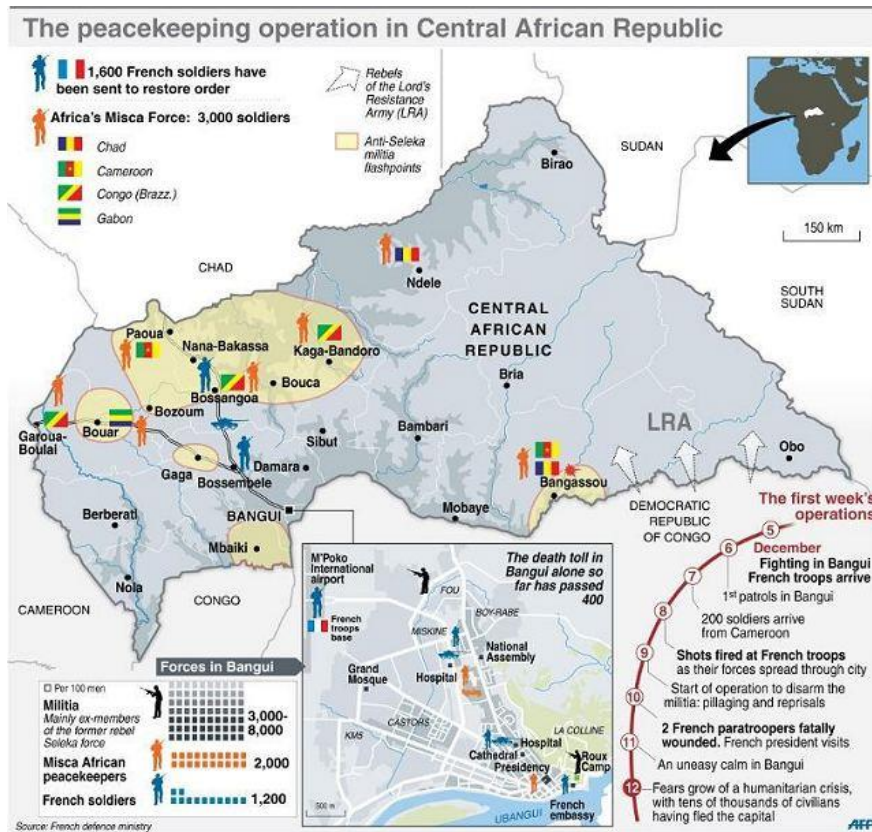 The peacekeeping operation in Central African Republic
1,600 French soldiers have
been sent to restore order
Africa's Misca Force: 3,000 soldiers
Chad
Cameroon
Congo (Brazz.)
Gabon
Rebels
of the Lord's
Resistance
Army (LRA)
Anti-Seleka
militia
flashpoints
SUDAN
Birao
150 km
CHAD
Ndele
SOUTH
SUDAN
CENTRAL
AFRICAN
REPUBLIC
Paoua
Nana-Bakassa
Kaga-Bandoro
Bouca
Bossangoa
Bria
Bozoum
Garoua-
Boulai
Bouar
Sibut
Bambari
LRA
Gaga
Damara
Bossembele
Obo
Bangassou
BANGUI
Mobaye
DEMOCRATIC
REPUBLIC
OF CONGO
Berberati
Mbaiki
Nola
CAMEROON
CONGO
The first week's
operations
5
December
Fighting in Bangui
French troops arrive
6
1st patrols in Bangui
7
200 soldiers arrive
from Cameroon
8
Shots fired at French troops
as their forces spread through city
9
Start of operation to disarm the
militia: pillaging and reprisals
10
2 French paratroopers fatally
wounded. French president visits
11
An uneasy calm in Bangui
12
Fears grow of a humanitarian crisis,
with tens of thousands of civilians
having fled the capital
M'Poko
International
airport
French
troops
base
The death toll in
Bangui alone so
far has passed
400
FOU
BOY-RABE
MISKINE
National
Assembly
Hospital
Grand
Mosque
CASTORS
KM5
LA COLLINE
Hospital
Cathedral
Presidency
Roux
Camp
French
embassy
UBANGUI
500 m
Forces in Bangui
Per 100 men
Militia
Mainly ex-members
of the former rebel
Seleka force
3,000-
8,000
Misca African
peacekeepers
2,000
French soldiers
1,200
Source: French defence ministry
AFP